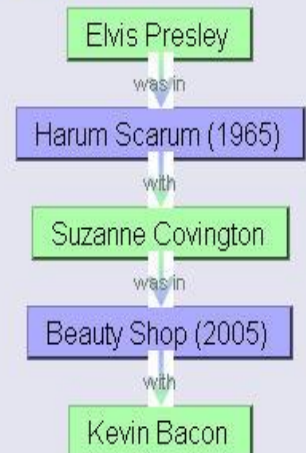 Elvis Presley
was in
Harum Scarum (1965)
with
Suzanne Covington
was in
Beauty Shop (2005)
with
Kevin Bacon